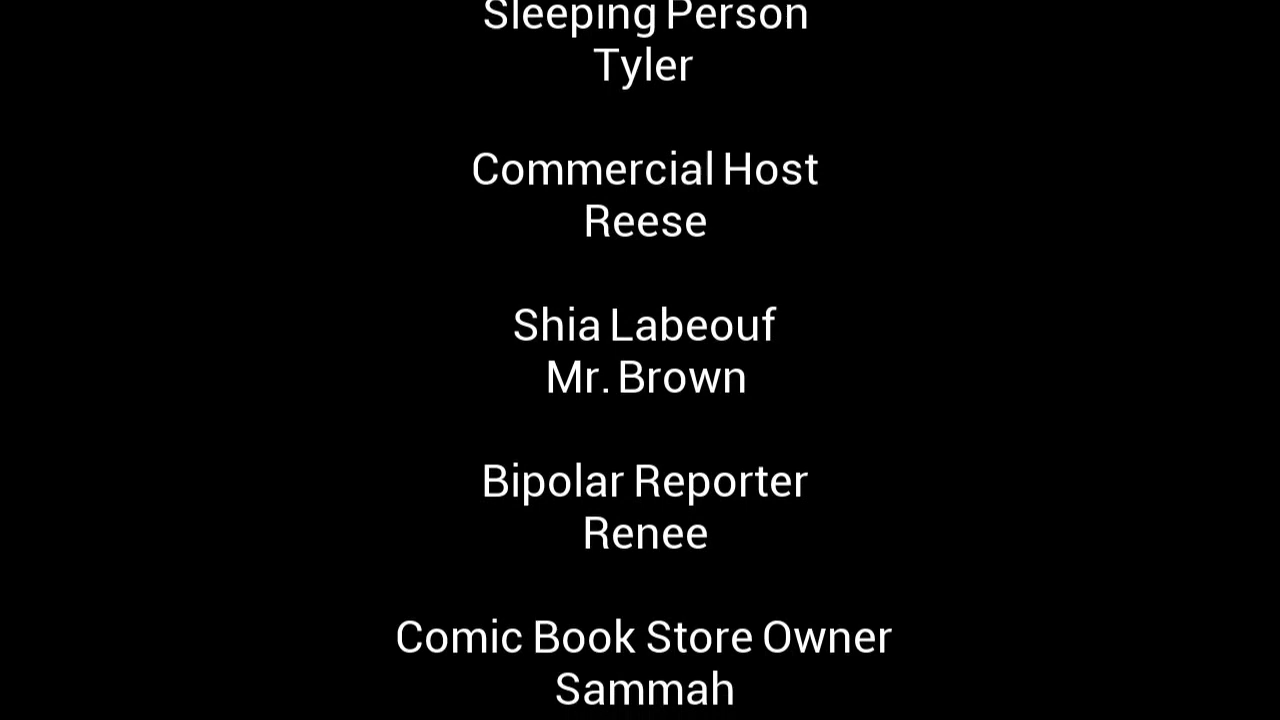 Sleeping Person
Tyler
Commercial Host
Reese
Shia Labeouf
Mr. Brown
Bipolar Reporter
Renee
Comic Book Store Owner
Sammah